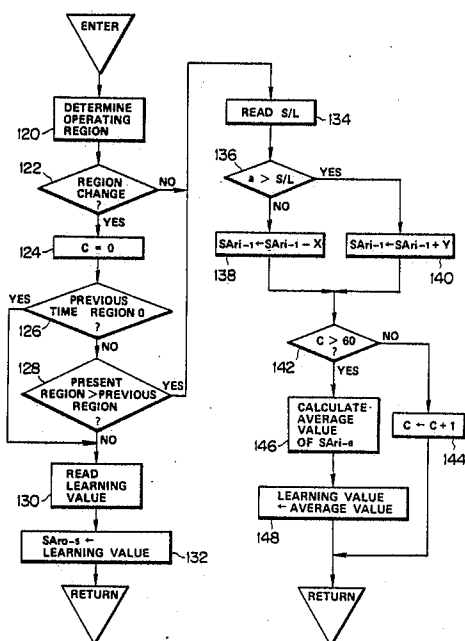 ENTER
DETERMINE
OPERATING
REGION
120
122
REGION
CHANGE
?
NO
YES
124
C = 0
YES
PREVIOUS
TIME REGION 0
?
126
NO
128
PRESENT
REGION > PREVIOUS
REGION
?
YES
NO
READ
LEARNING
VALUE
130
SAro-s ←
LEARNING VALUE
132
RETURN
READ S/L
134
136
a > S/L
?
YES
NO
SAri-1←SAri-1 - X
138
SAri-1←SAri-1 + Y
140
C > 60
?
142
NO
YES
CALCULATE
AVERAGE
VALUE
OF SAri-s
146
C ← C + 1
144
LEARNING VALUE
← AVERAGE VALUE
148
RETURN